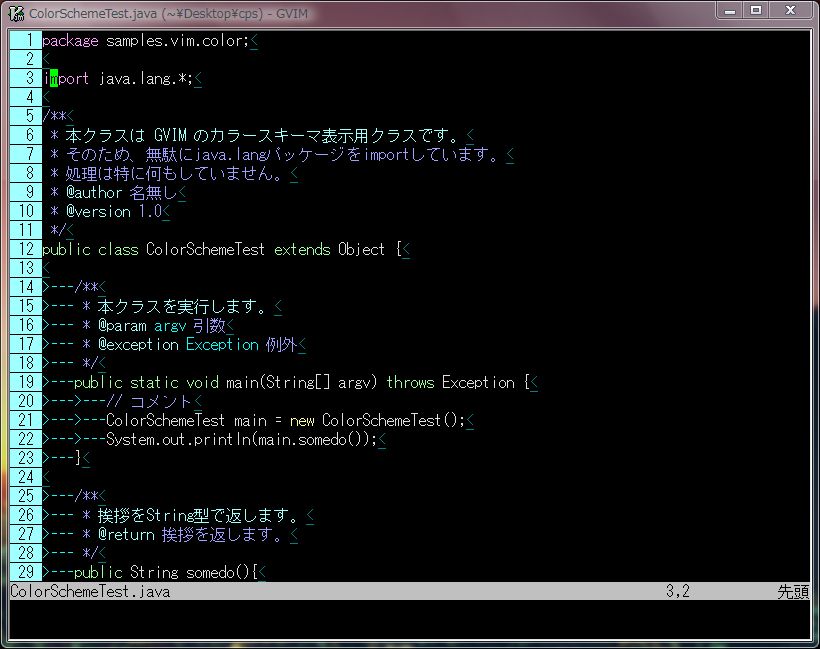 ColorSchemeTest.java (~¥Desktop¥cps) - GVIM
1 package samples.vim.color;<
2 <
3 import java.lang.*;<
4 <
5 /**<
6  * 本クラスは GVIM のカラースキーマ表示用クラスです。<
7  * そのため、無駄にjava.langパッケージをimportしています。<
8  * 処理は特に何もしていません。<
9  * @author 名無し<
10  * @version 1.0<
11  */<
12 public class ColorSchemeTest extends Object {<
13 <
14 >---/**<
15 >--- * 本クラスを実行します。<
16 >--- * @param argv 引数<
17 >--- * @exception Exception 例外<
18 >--- */<
19 >---public static void main(String[] argv) throws Exception {<
20 >--->---// コメント<
21 >--->---ColorSchemeTest main = new ColorSchemeTest();<
22 >--->---System.out.println(main.somedo());<
23 >---}<
24 <
25 >---/**<
26 >--- * 挨拶をString型で返します。<
27 >--- * @return 挨拶を返します。<
28 >--- */<
29 >---public String somedo(){<
ColorSchemeTest.java 3,2 先頭